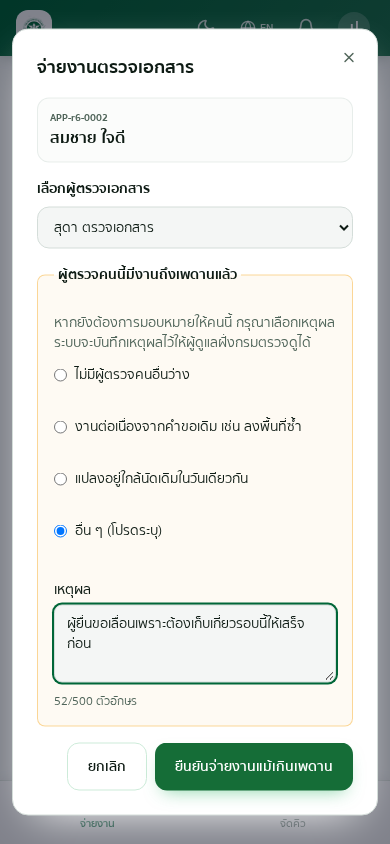 EN
จ่ายงานตรวจเอกสาร
APP-r6-0002
สมชาย ใจดี
เลือกผู้ตรวจเอกสาร
สุดา ตรวจเอกสาร
ผู้ตรวจคนนี้มีงานถึงเพดานแล้ว
หากยังต้องการมอบหมายให้คนนี้ กรุณาเลือกเหตุผล
ระบบจะบันทึกเหตุผลไว้ให้ผู้ดูแลฝั่งกรมตรวจดูได้
ไม่มีผู้ตรวจคนอื่นว่าง
งานต่อเนื่องจากคำขอเดิม เช่น ลงพื้นที่ซ้ำ
แปลงอยู่ใกล้นัดเดิมในวันเดียวกัน
อื่น ๆ (โปรดระบุ)
เหตุผล
ผู้ยื่นขอเลื่อนเพราะต้องเก็บเกี่ยวรอบนี้ให้เสร็จ
ก่อน
52/500 ตัวอักษร
ยกเลิก
ยืนยันจ่ายงานแม้เกินเพดาน
จ่ายงาน
จัดคิว